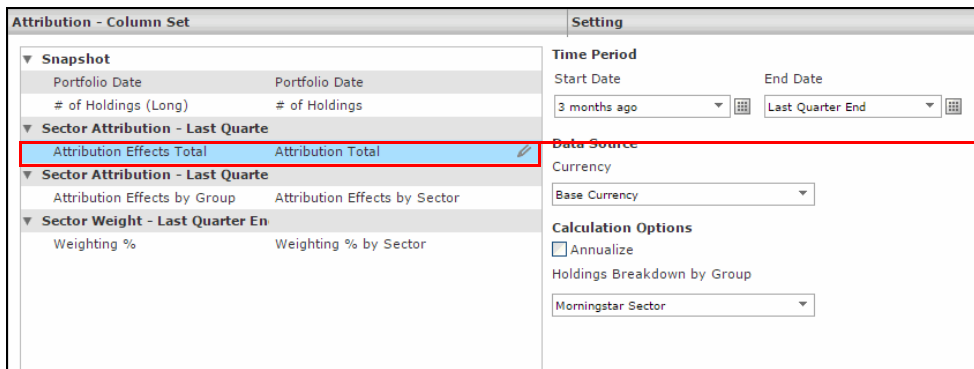 Attribution - Column Set
Setting
Snapshot
Portfolio Date Portfolio Date
# of Holdings (Long) # of Holdings
Sector Attribution - Last Quarte
Attribution Effects Total Attribution Total
Sector Attribution - Last Quarte
Attribution Effects by Group Attribution Effects by Sector
Sector Weight - Last Quarter En
Weighting % Weighting % by Sector
Time Period
Start Date End Date
3 months ago Last Quarter End
Data Source
Currency
Base Currency
Calculation Options
Annualize
Holdings Breakdown by Group
Morningstar Sector